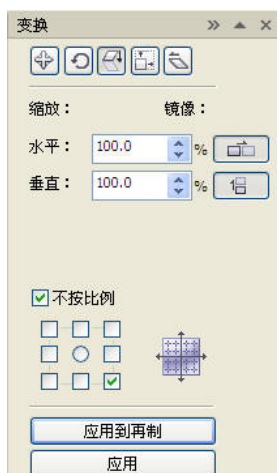 变换
缩放： 镜像：
水平： 100.0 %
垂直： 100.0 %
不按比例
应用到再制
应用